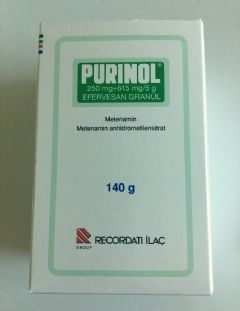 PURINOL®
250 mg+615 mg/5 g
EFERVESAN GRANÜL
Metenamin
Metenamin anhidrometilensitrat
140 g
RECORDATI İLAÇ
GROUP